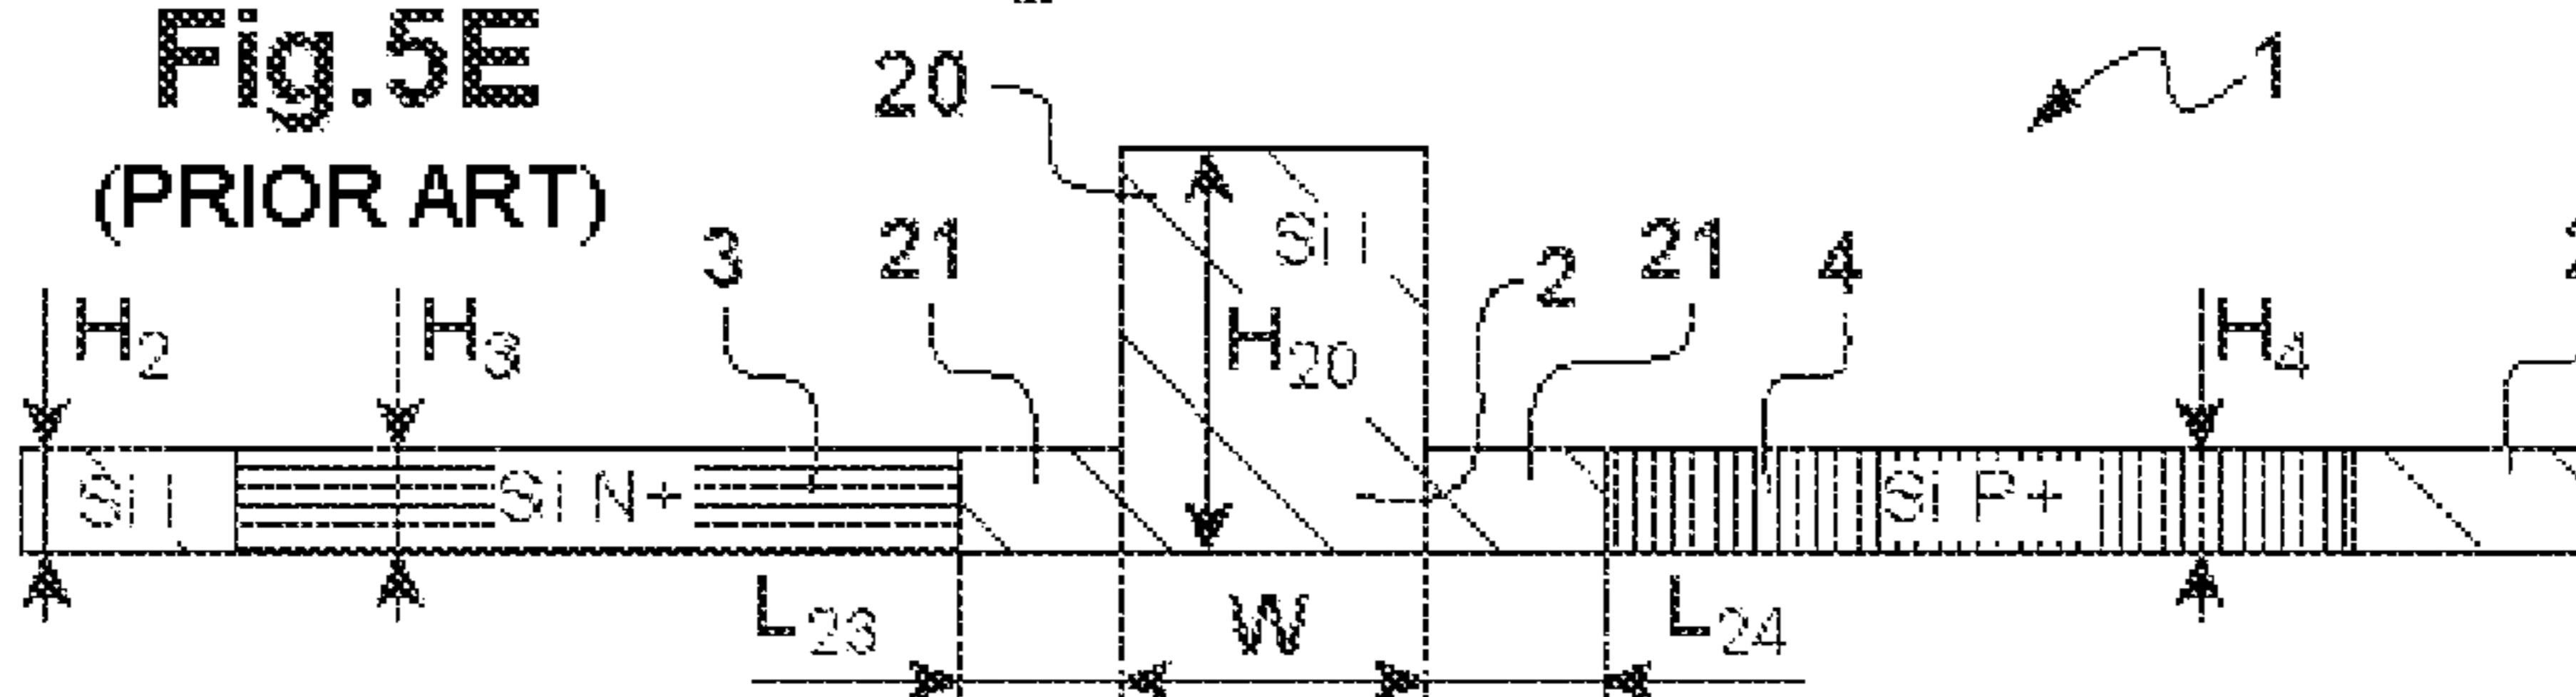 Fig.5E
(PRIOR ART)
20
1
3
21
Si I
2
21
4
H2
H3
H20
H4
Si I
Si N+
Si P+
L23
W
L24